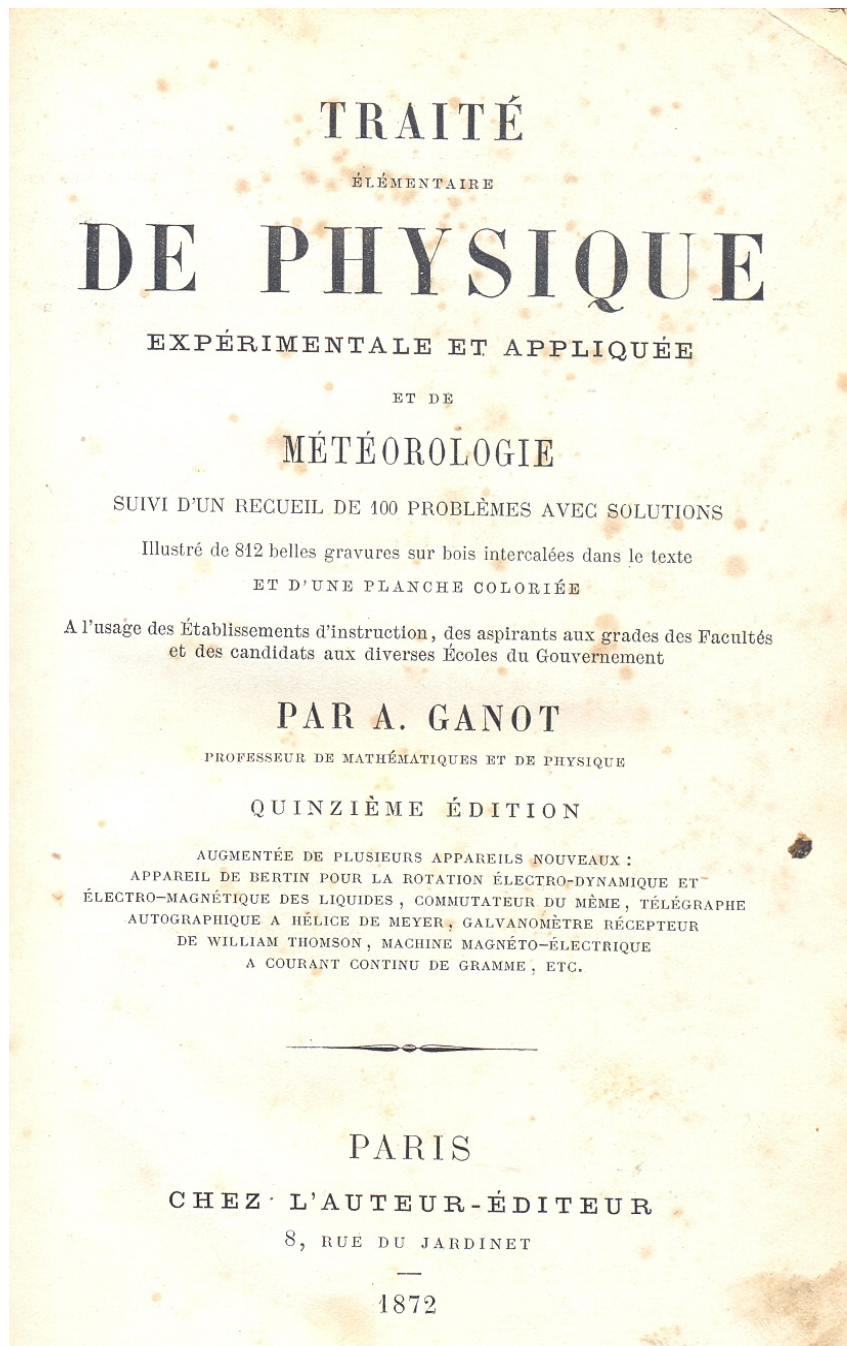 TRAITÉ
ÉLÉMENTAIRE
DE PHYSIQUE
EXPÉRIMENTALE ET APPLIQUÉE
ET DE
MÉTÉOROLOGIE
SUIVI D'UN RECUEIL DE 100 PROBLÈMES AVEC SOLUTIONS
Illustré de 812 belles gravures sur bois intercalées dans le texte
ET D'UNE PLANCHE COLORIÉE
A l'usage des Établissements d'instruction, des aspirants aux grades des Facultés
et des candidats aux diverses Écoles du Gouvernement
PAR A. GANOT
PROFESSEUR DE MATHÉMATIQUES ET DE PHYSIQUE
QUINZIÈME ÉDITION
AUGMENTÉE DE PLUSIEURS APPAREILS NOUVEAUX :
APPAREIL DE BERTIN POUR LA ROTATION ÉLECTRO-DYNAMIQUE ET
ÉLECTRO-MAGNÉTIQUE DES LIQUIDES, COMMUTATEUR DU MÈME, TÉLÉGRAPHE
AUTOGRAPHIQUE A HÉLICE DE MEYER, GALVANOMÈTRE RÉCEPTEUR
DE WILLIAM THOMSON, MACHINE MAGNÉTO-ÉLECTRIQUE
A COURANT CONTINU DE GRAMME, ETC.
PARIS
CHEZ L'AUTEUR-ÉDITEUR
8, RUE DU JARDINET
1872